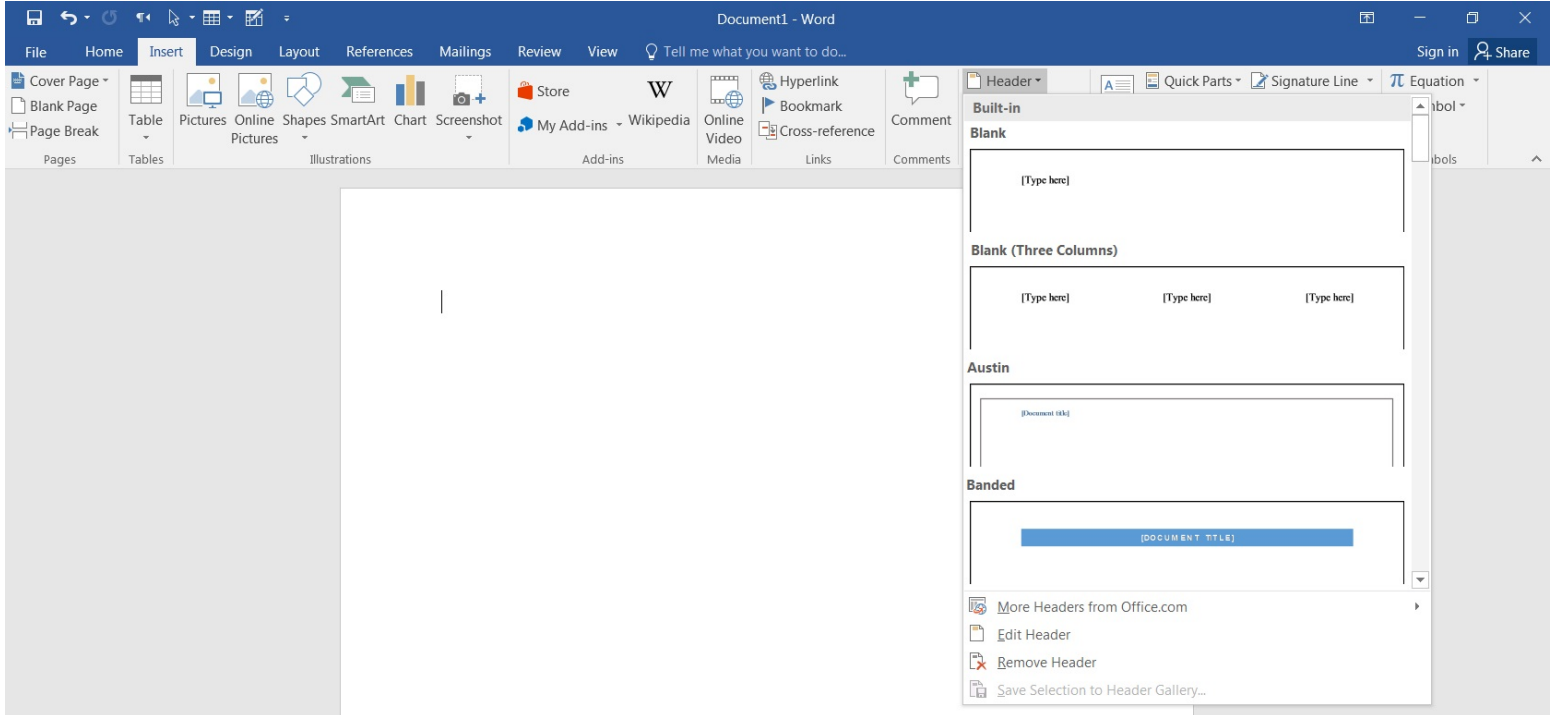 Document1 - Word
File Home Insert Design Layout References Mailings Review View Tell me what you want to do... Sign in Share
Cover Page
Blank Page
Page Break
Pages
Table
Tables
Pictures
Online Pictures
Shapes
SmartArt
Chart
Screenshot
Illustrations
Store
My Add-ins
W
Wikipedia
Add-ins
Online Video
Media
Hyperlink
Bookmark
Cross-reference
Links
Comment
Comments
Header
A
Quick Parts
Signature Line
π Equation
bol
bols
Built-in
Blank
[Type here]
Blank (Three Columns)
[Type here] [Type here] [Type here]
Austin
[Document title]
Banded
[DOCUMENT TITLE]
More Headers from Office.com
Edit Header
Remove Header
Save Selection to Header Gallery...